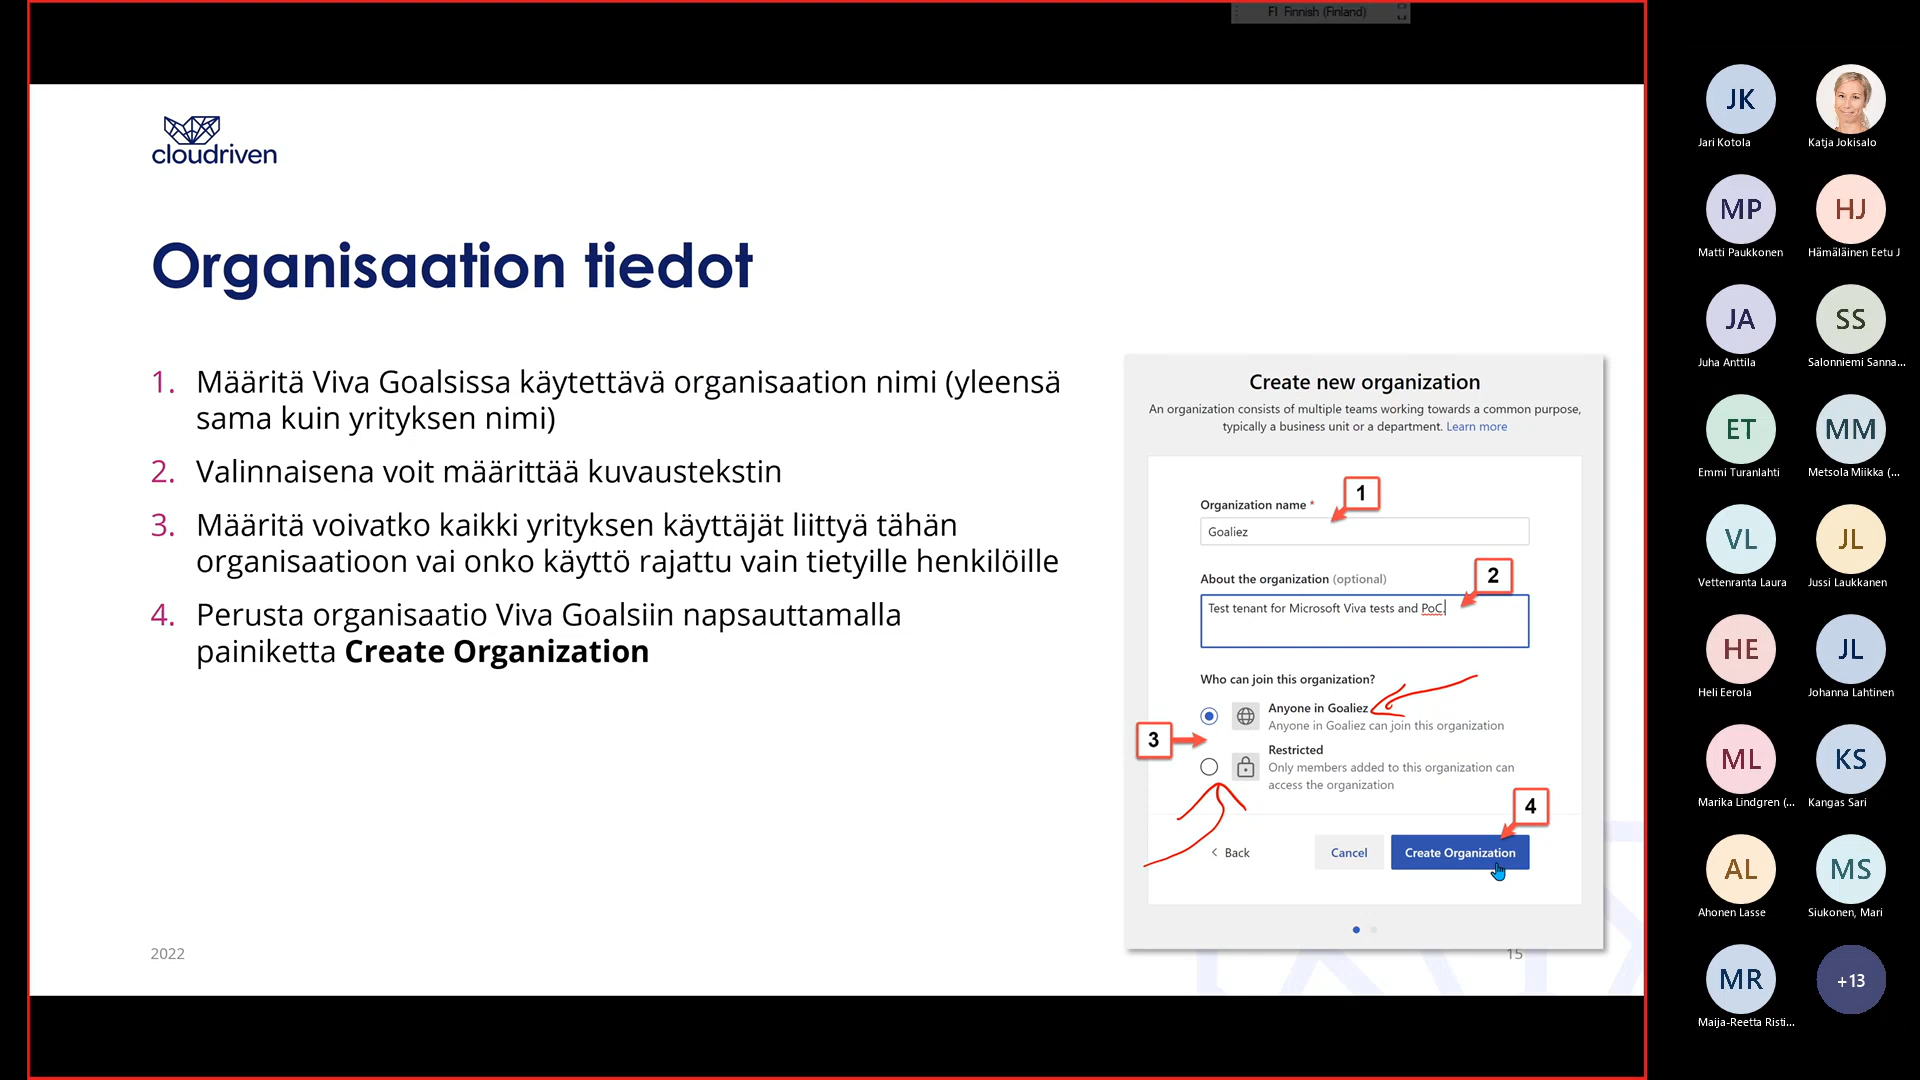 FI Finnish (Finland)
cloudriven
Organisaation tiedot
1. Määritä Viva Goalsissa käytettävä organisaation nimi (yleensä
sama kuin yrityksen nimi)
2. Valinnaisena voit määrittää kuvaustekstin
3. Määritä voivatko kaikki yrityksen käyttäjät liittyä tähän
organisaatioon vai onko käyttö rajattu vain tietyille henkilöille
4. Perusta organisaatio Viva Goalsiin napsauttamalla
painiketta Create Organization
2022
Create new organization
An organization consists of multiple teams working towards a common purpose,
typically a business unit or a department. Learn more
1
Organization name *
Goaliez
2
About the organization (optional)
Test tenant for Microsoft Viva tests and PoC.
Who can join this organization?
Anyone in Goaliez
Anyone in Goaliez can join this organization
3
Restricted
Only members added to this organization can
access the organization
4
< Back
Cancel
Create Organization
15
JK
Jari Kotola
Katja Jokisalo
MP
Matti Paukkonen
HJ
Hämäläinen Eetu J
JA
Juha Anttila
SS
Salonniemi Sanna...
ET
Emmi Turanlahti
MM
Metsola Miikka (...
VL
Vettenranta Laura
JL
Jussi Laukkanen
HE
Heli Eerola
JL
Johanna Lahtinen
ML
Marika Lindgren (...
KS
Kangas Sari
AL
Ahonen Lasse
MS
Siukonen, Mari
MR
Maija-Reetta Risti...
+13